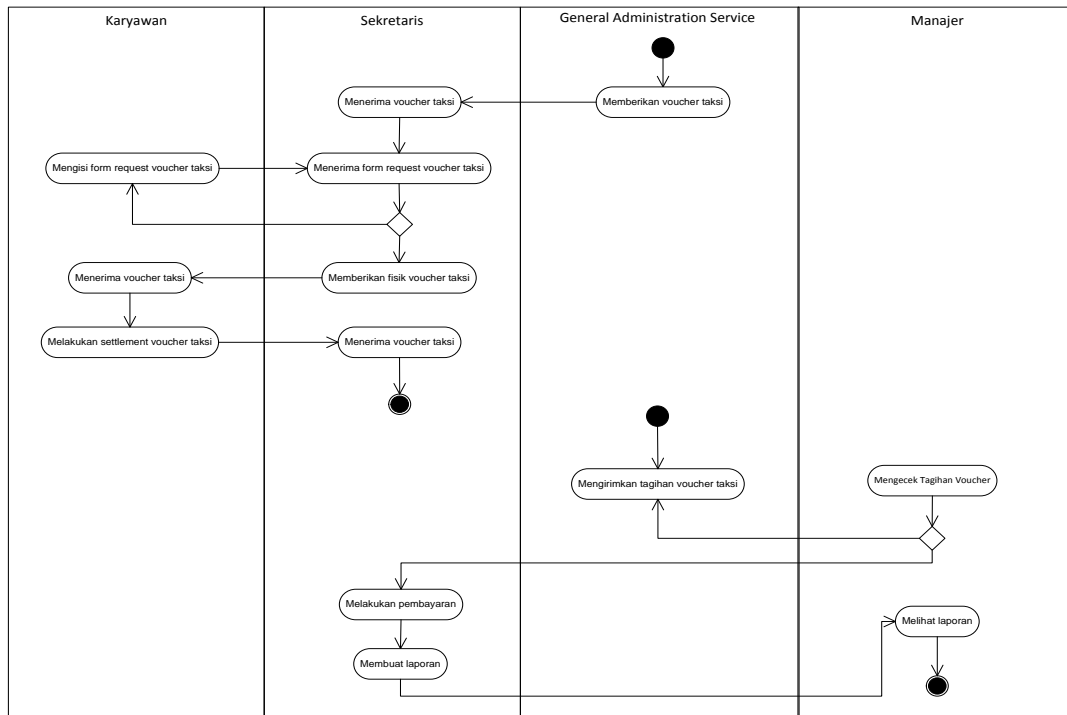 Karyawan
Sekretaris
General Administration Service
Manajer
Menerima voucher taksi
Memberikan voucher taksi
Mengisi form request voucher taksi
Menerima form request voucher taksi
Menerima voucher taksi
Memberikan fisik voucher taksi
Melakukan settlement voucher taksi
Menerima voucher taksi
Mengirimkan tagihan voucher taksi
Mengecek Tagihan Voucher
Melakukan pembayaran
Melihat laporan
Membuat laporan